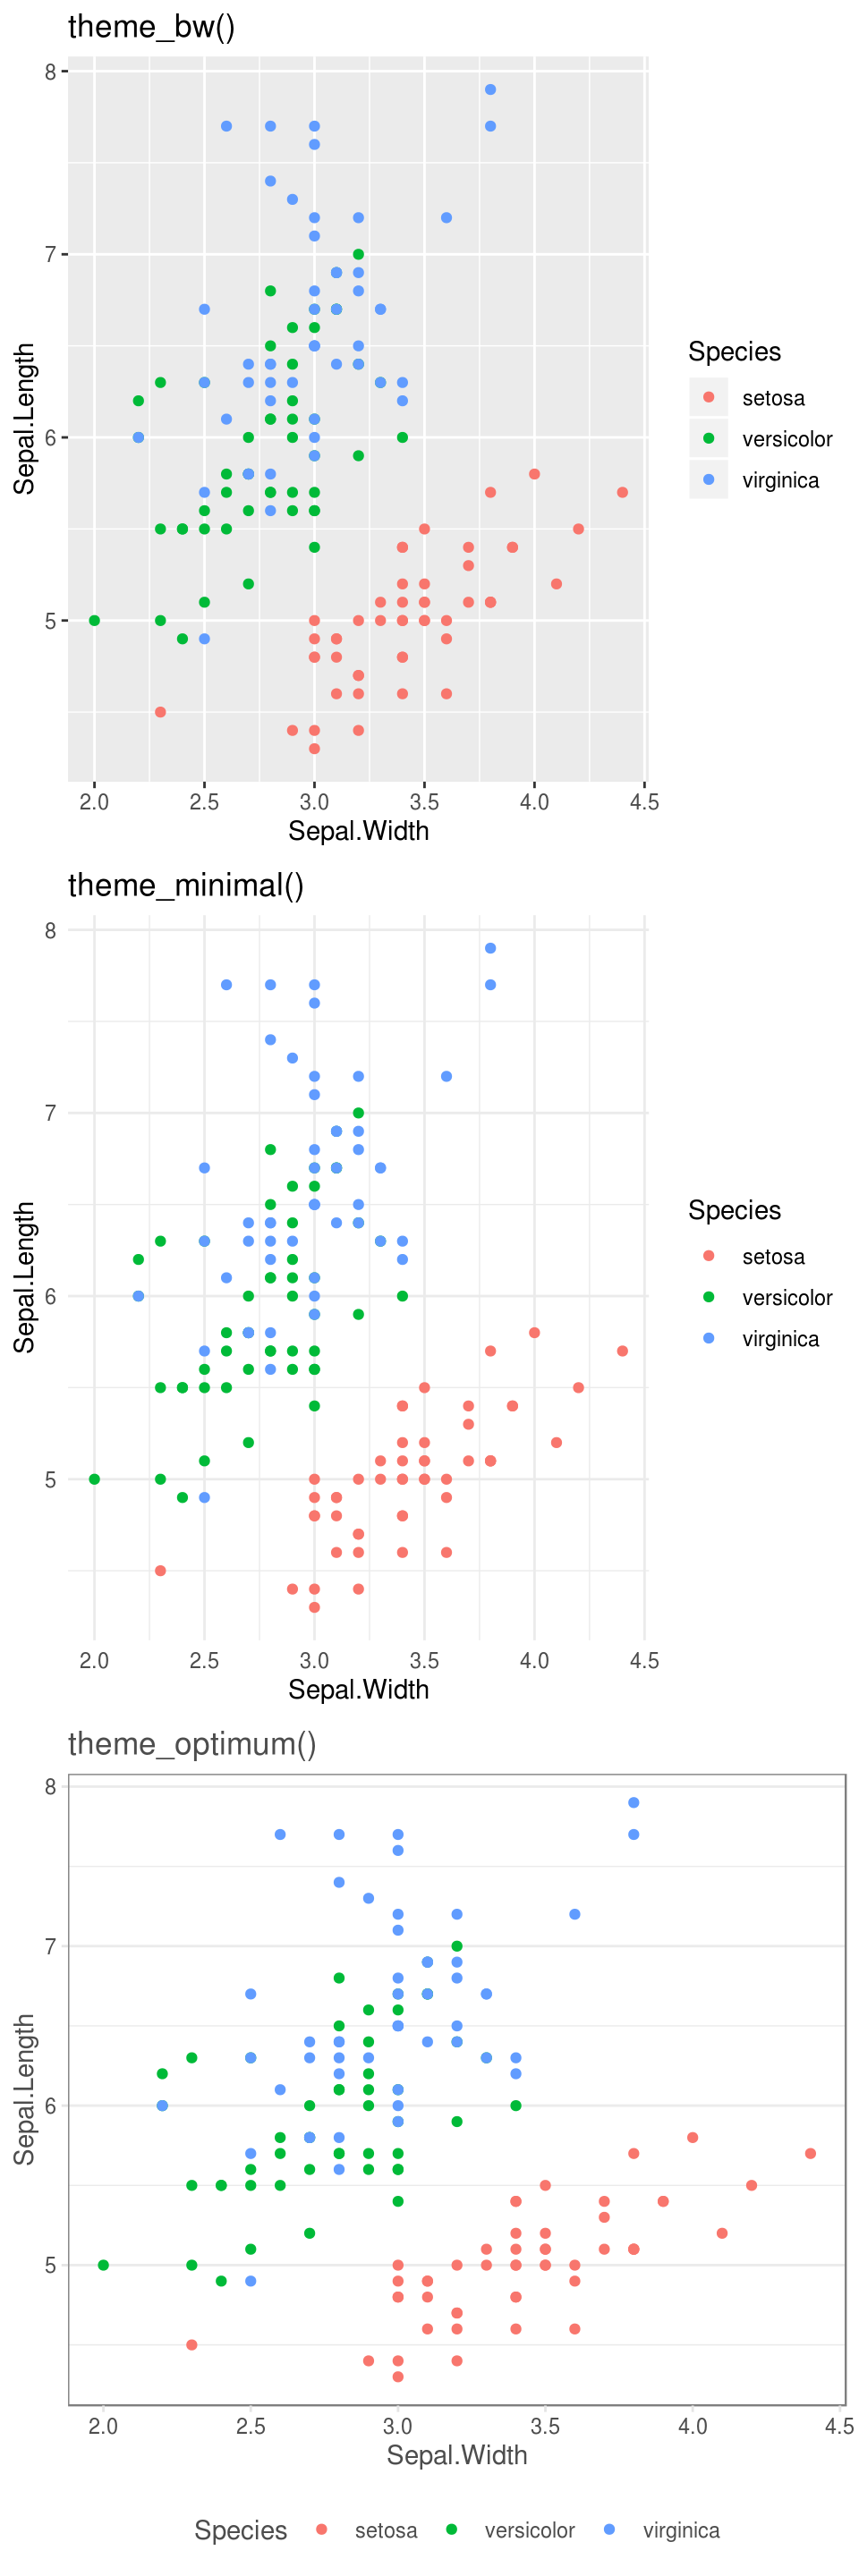 theme_bw()
8
7
6
5
Sepal.Length
2.0 2.5 3.0 3.5 4.0 4.5
Sepal.Width
Species
setosa
versicolor
virginica
theme_minimal()
8
7
6
5
Sepal.Length
2.0 2.5 3.0 3.5 4.0 4.5
Sepal.Width
Species
setosa
versicolor
virginica
theme_optimum()
8
7
6
5
Sepal.Length
2.0 2.5 3.0 3.5 4.0 4.5
Sepal.Width
Species setosa versicolor virginica